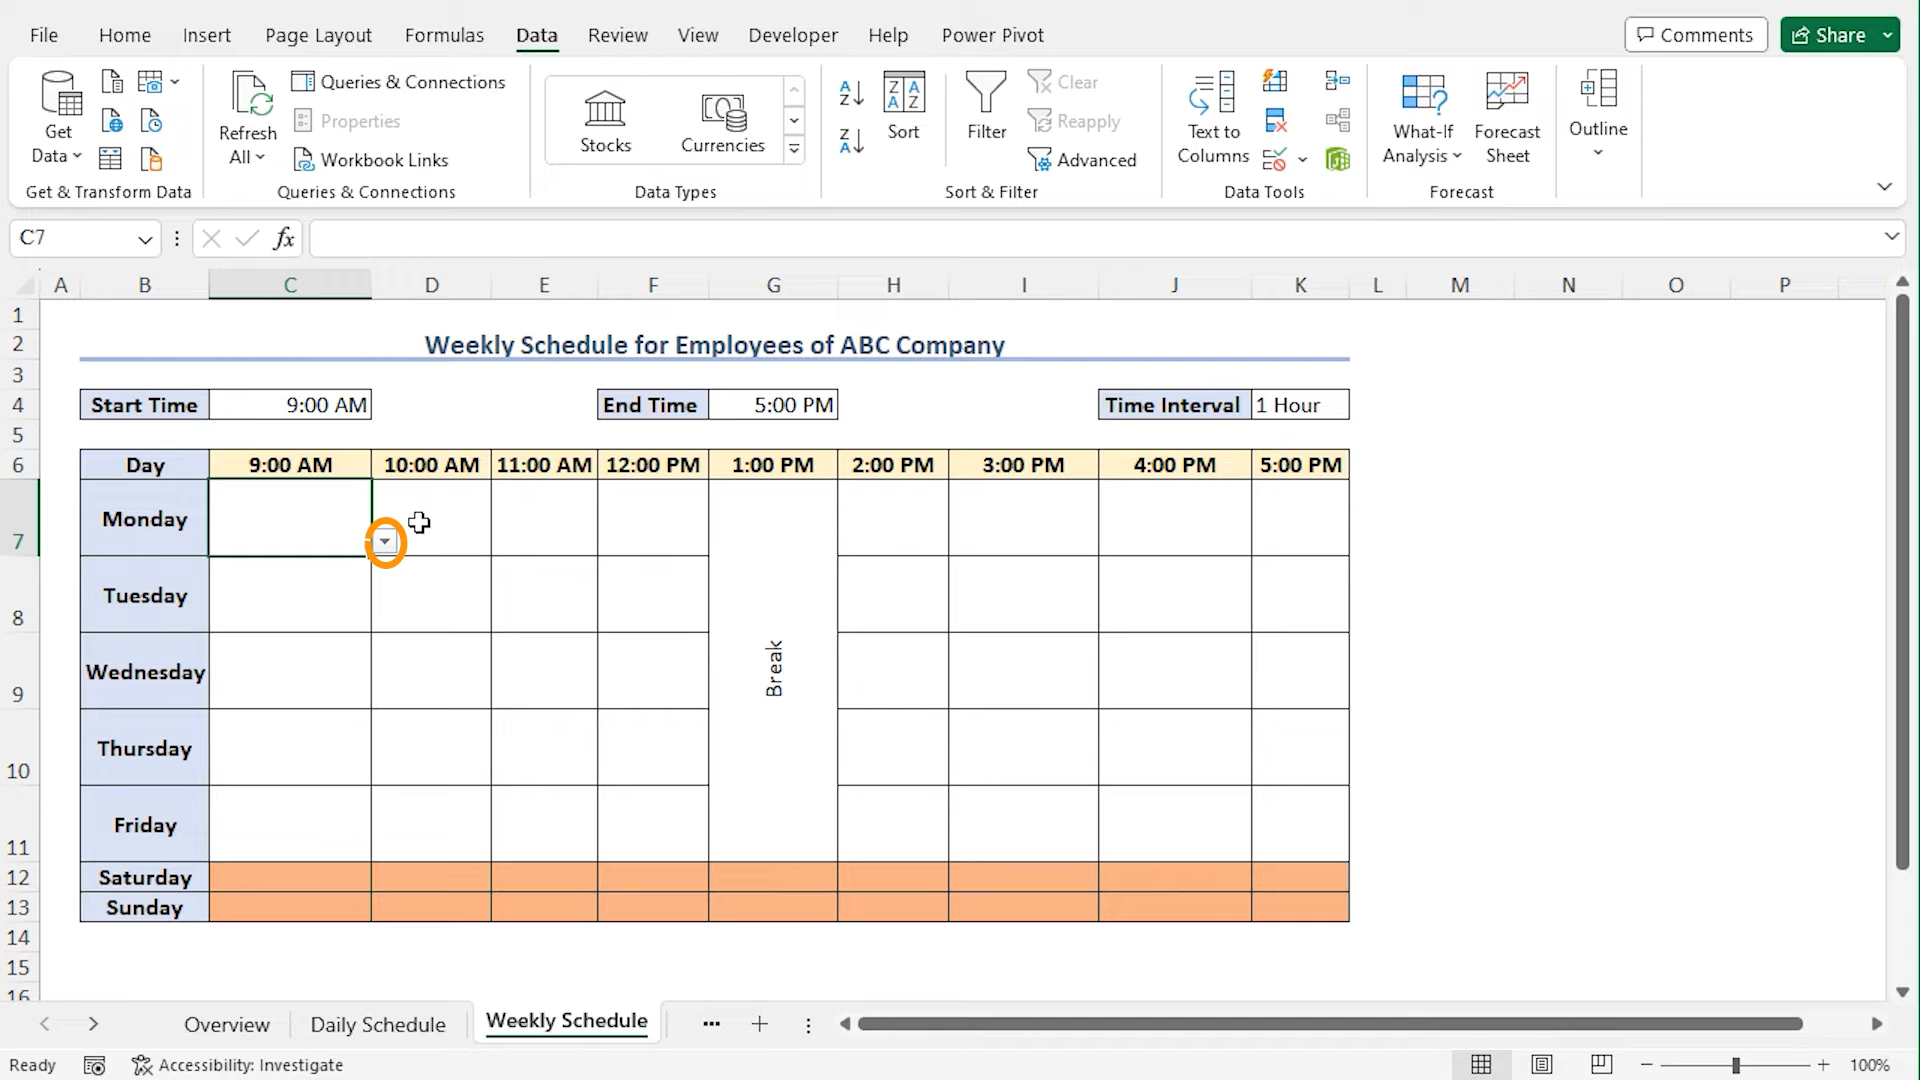 File Home Insert Page Layout Formulas Data Review View Developer Help Power Pivot Comments Share
Get Data
Refresh All
Queries & Connections
Properties
Workbook Links
Stocks
Currencies
Sort
Filter
Clear
Reapply
Advanced
Text to Columns
What-If Analysis
Forecast Sheet
Outline
Get & Transform Data Queries & Connections Data Types Sort & Filter Data Tools Forecast
C7 fx
A B C D E F G H I J K L M N O P
1
2 Weekly Schedule for Employees of ABC Company
3
4 Start Time 9:00 AM End Time 5:00 PM Time Interval 1 Hour
5
6 Day 9:00 AM 10:00 AM 11:00 AM 12:00 PM 1:00 PM 2:00 PM 3:00 PM 4:00 PM 5:00 PM
7 Monday
8 Tuesday
9 Wednesday Break
10 Thursday
11 Friday
12 Saturday
13 Sunday
14
15
16
Overview Daily Schedule Weekly Schedule
Ready Accessibility: Investigate 100%